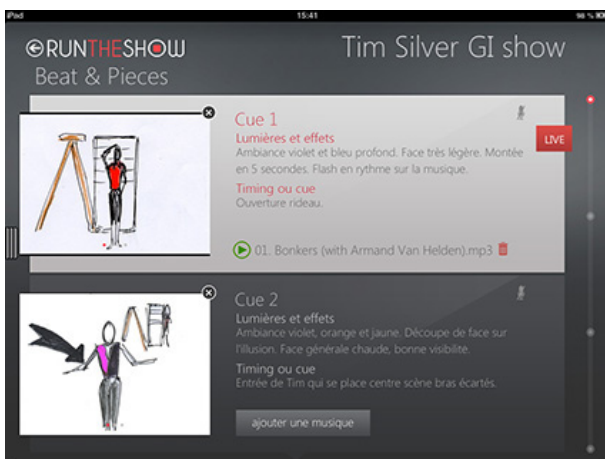 iPad 15:41 98 %
RUNTHESHOW
Tim Silver GI show
Beat & Pieces
Cue 1
Lumières et effets
Ambiance violet et bleu profond. Face très légère. Montée
en 5 secondes. Flash en rythme sur la musique.
Timing ou cue
Ouverture rideau.
LIVE
01. Bonkers (with Armand Van Helden).mp3
Cue 2
Lumières et effets
Ambiance violet, orange et jaune. Découpe de face sur
l'illusion. Face générale chaude, bonne visibilité.
Timing ou cue
Entrée de Tim qui se place centre scène bras écartés.
ajouter une musique